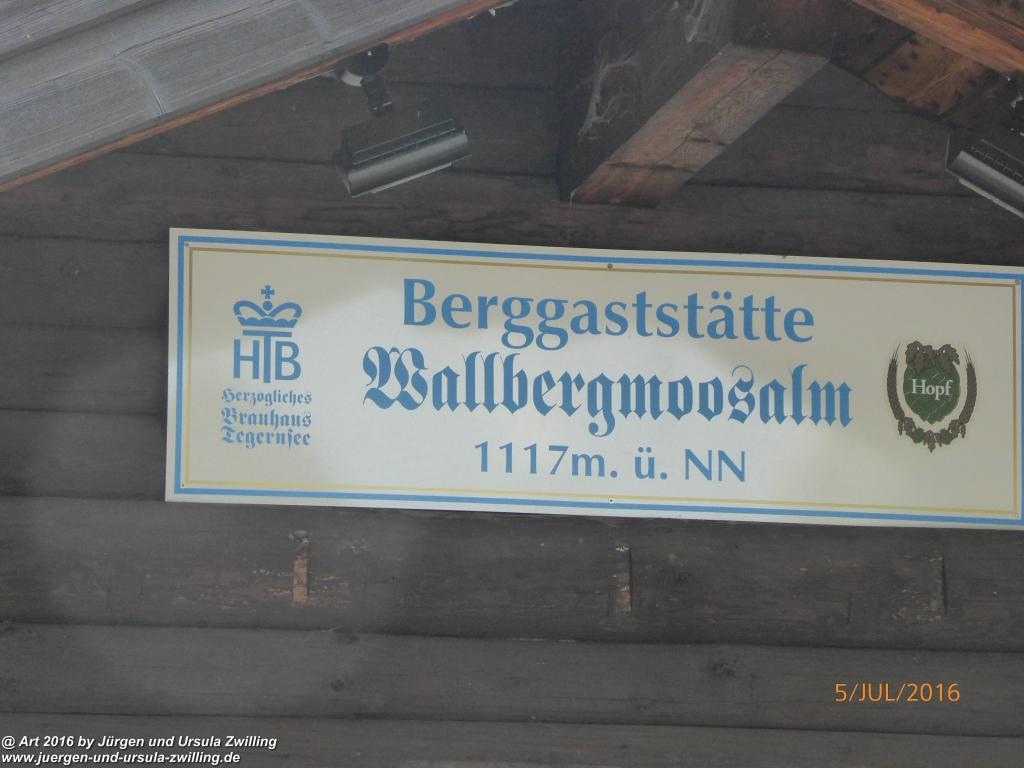 Berggaststätte
Wallbergmoosalm
1117m. ü. NN
HTB
Herzogliches
Brauhaus
Tegernsee
Hopf
5/JUL/2016
@ Art 2016 by Jürgen und Ursula Zwilling
www.juergen-und-ursula-zwilling.de